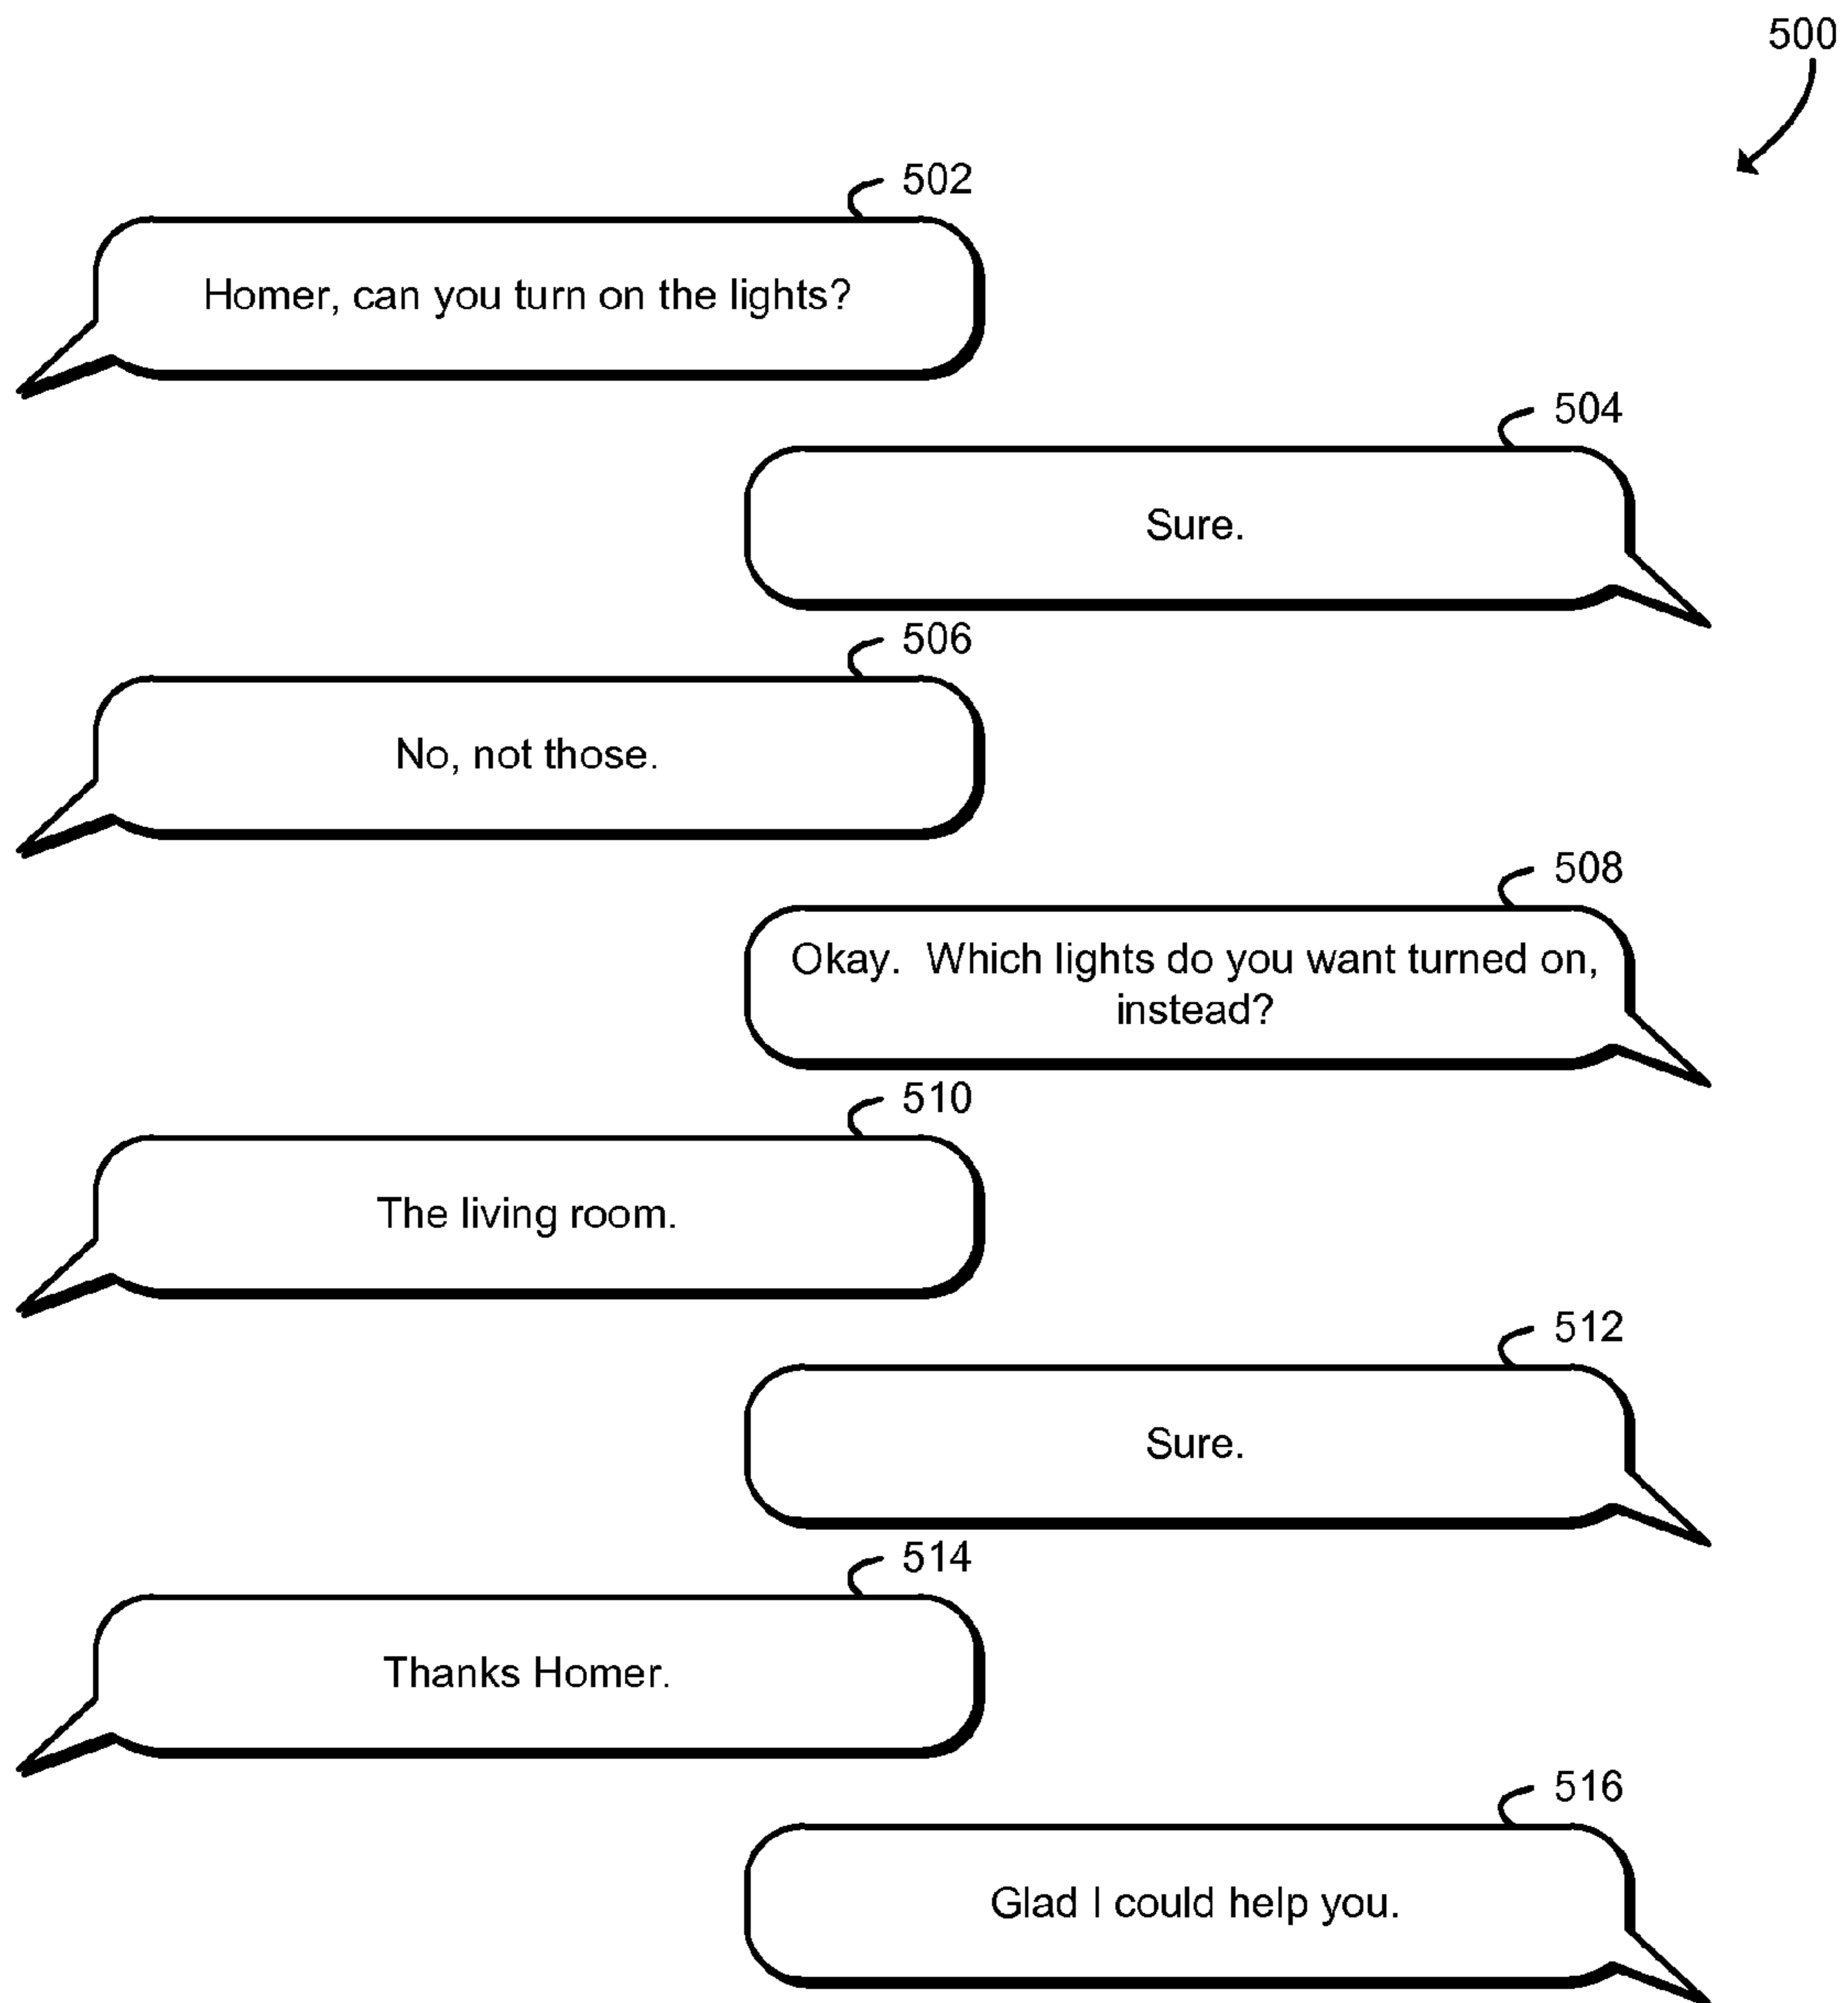 500
502
Homer, can you turn on the lights?
504
Sure.
506
No, not those.
508
Okay.  Which lights do you want turned on,
instead?
510
The living room.
512
Sure.
514
Thanks Homer.
516
Glad I could help you.